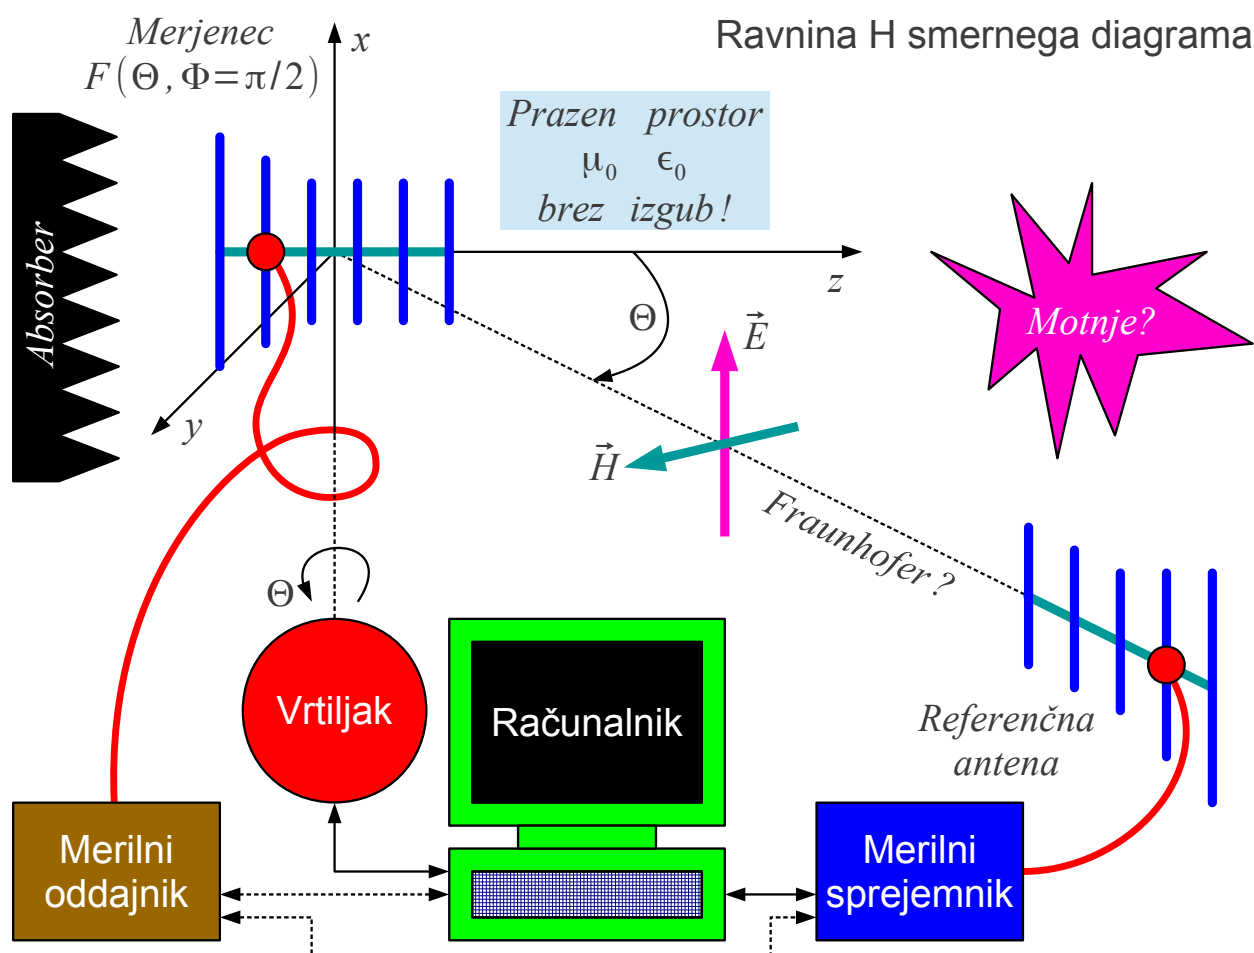 Ravnina H smernega diagrama
Merjenec
F(Θ, Φ=π/2)
x
Prazen prostor
μ₀ ϵ₀
brez izgub!
Absorber
z
Θ
Motnje?
E⃗
y
H⃗
Fraunhofer?
Θ
Vrtiljak
Računalnik
Referenčna
antena
Merilni
oddajnik
Merilni
sprejemnik